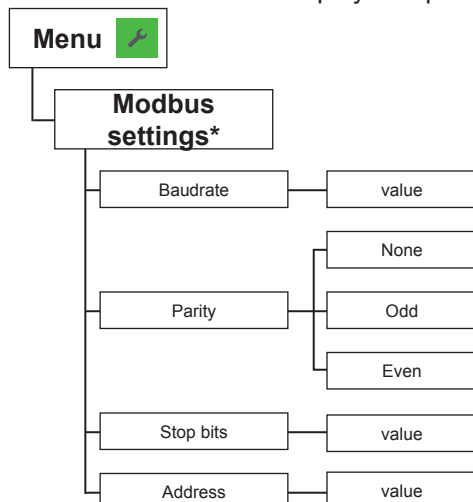 Menu
Modbus
settings*
Baudrate
value
None
Parity
Odd
Even
Stop bits
value
Address
value